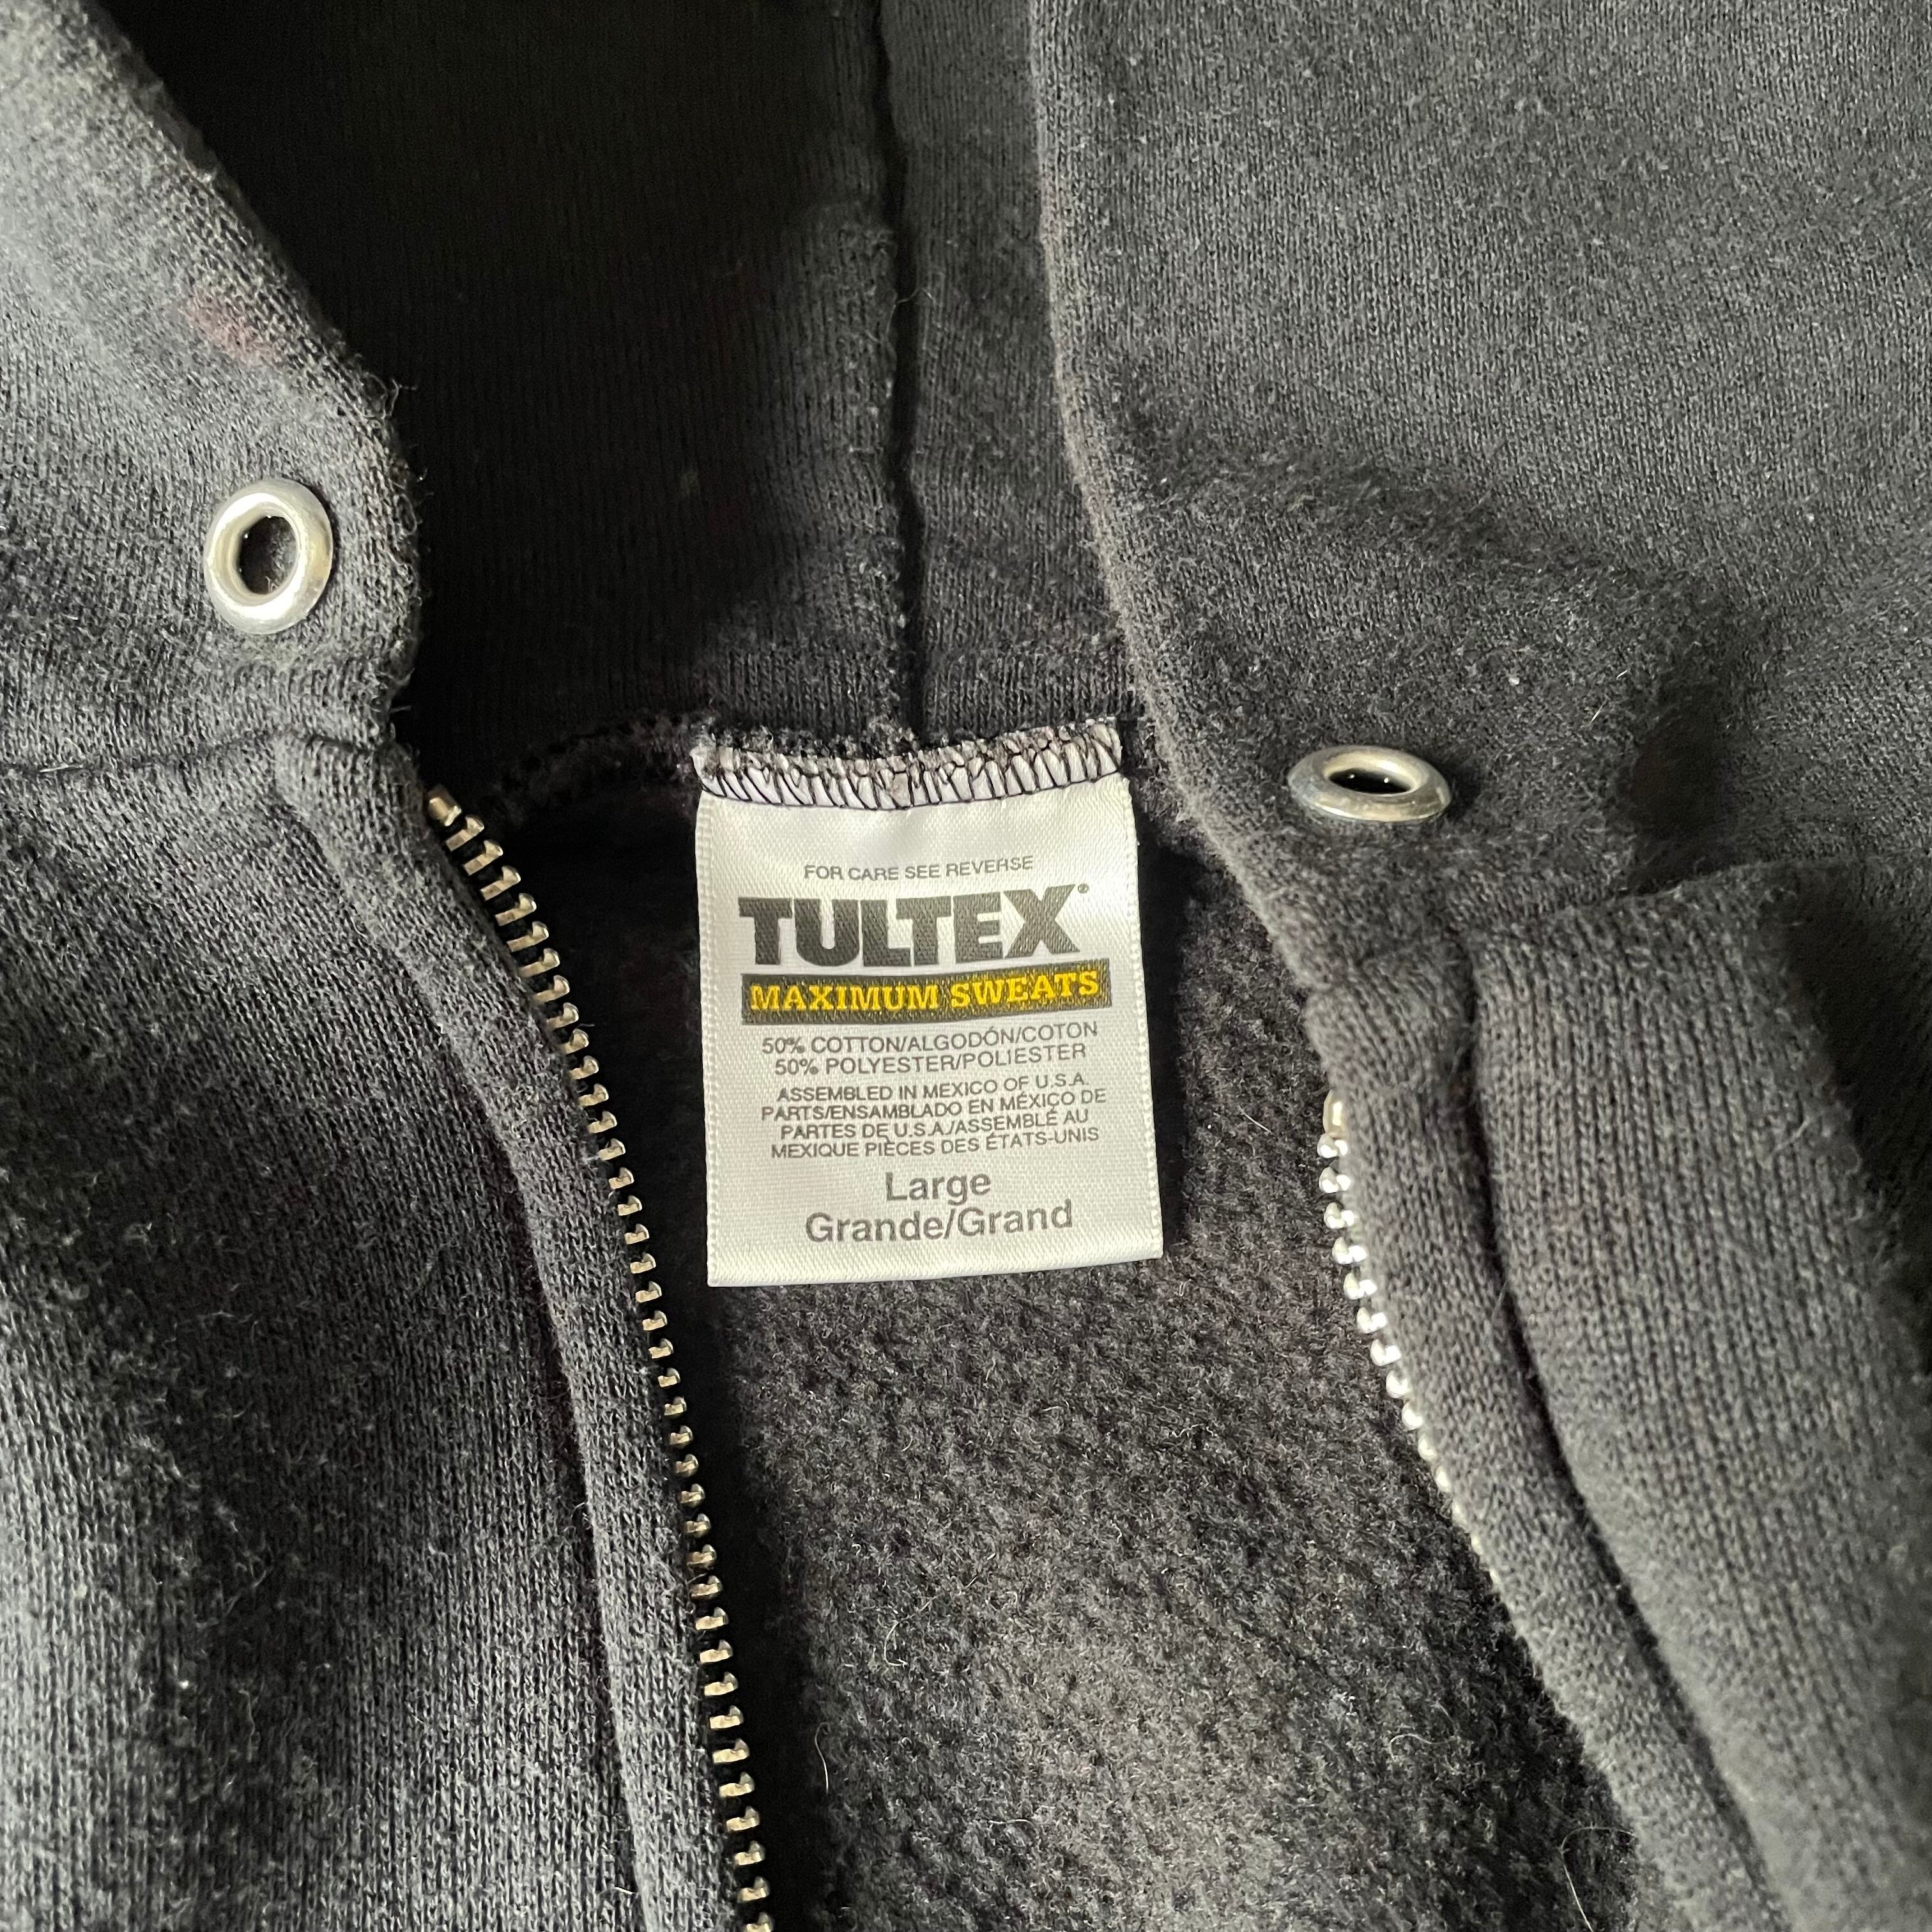 FOR CARE SEE REVERSE
TULTEX®
MAXIMUM SWEATS
50% COTTON/ALGODÓN/COTON
50% POLYESTER/POLIESTER
ASSEMBLED IN MEXICO OF U.S.A.
PARTS/ENSAMBLADO EN MÉXICO DE
PARTES DE U.S.A./ASSEMBLÉ AU
MEXIQUE PIÈCES DES ÉTATS-UNIS
Large
Grande/Grand